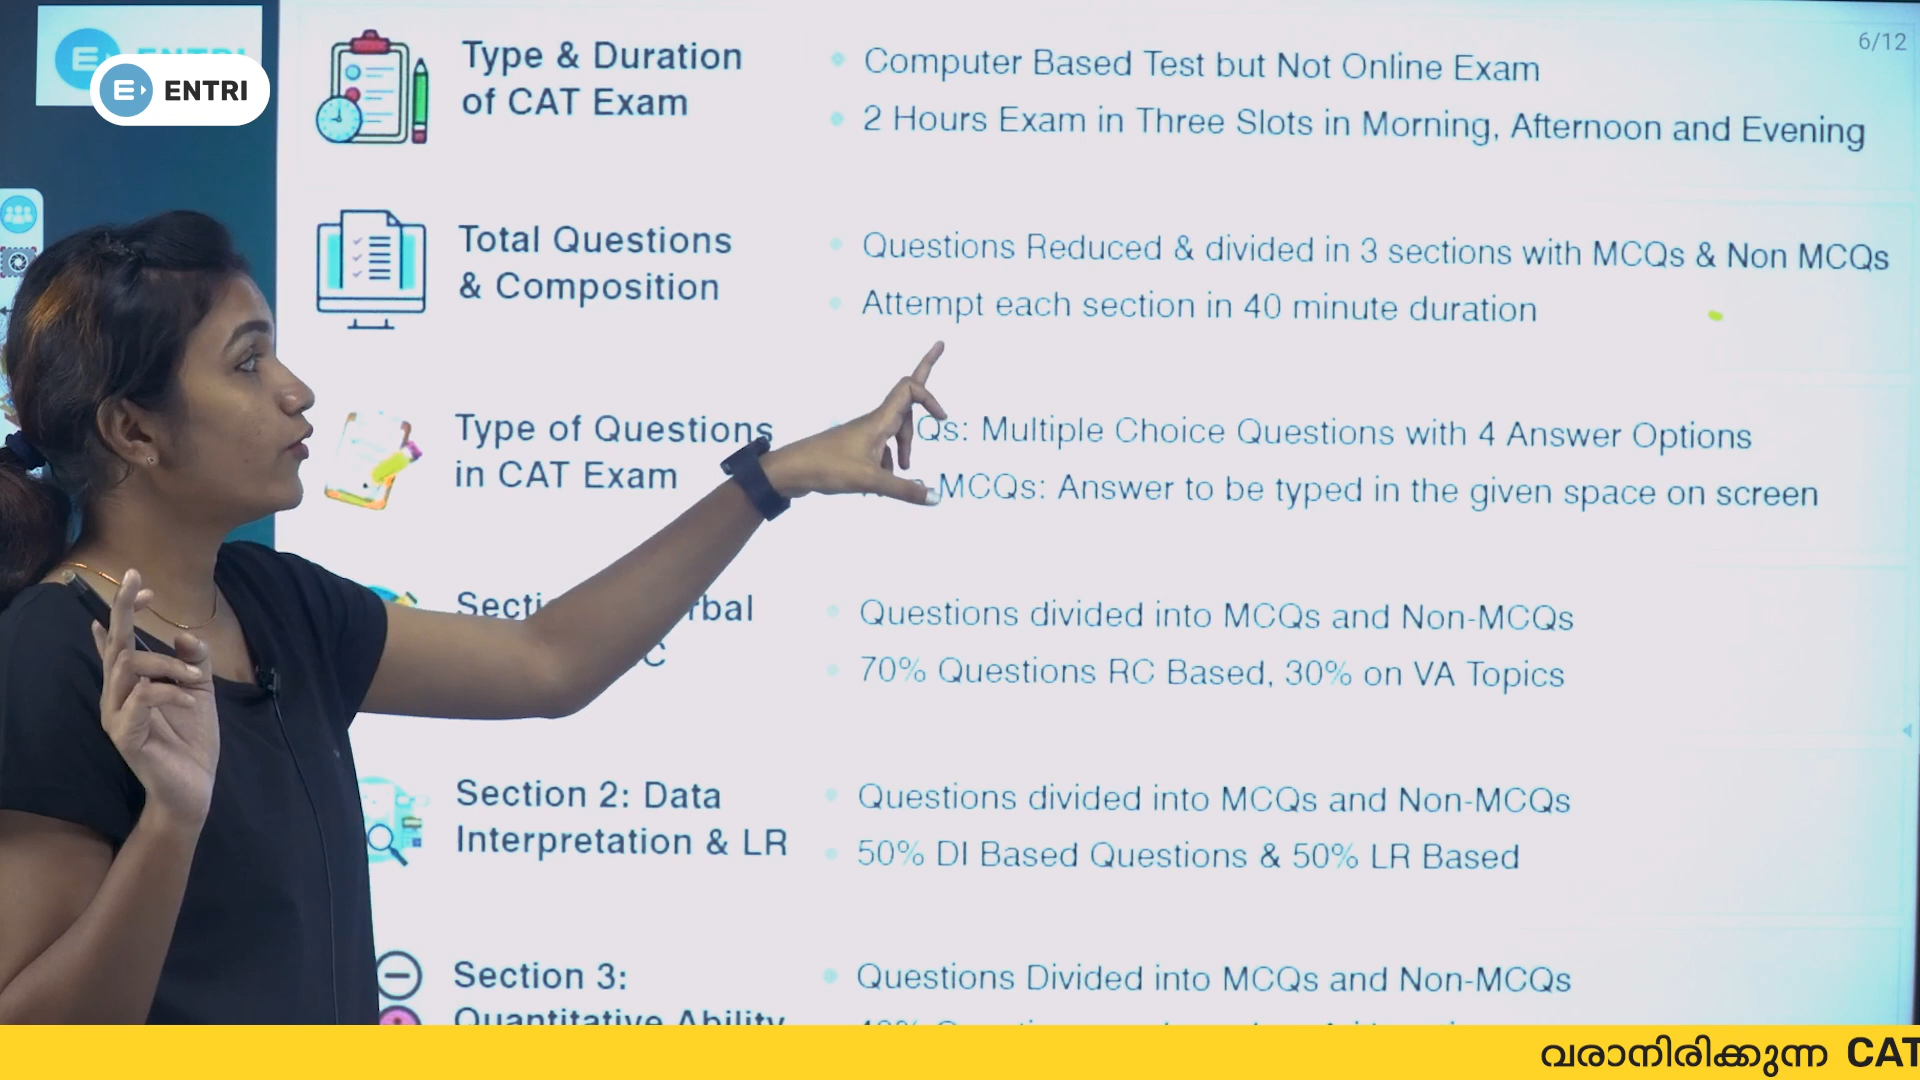 ENTRI
ENTRI
6/12
Type & Duration
of CAT Exam
Computer Based Test but Not Online Exam
2 Hours Exam in Three Slots in Morning, Afternoon and Evening
Total Questions
& Composition
Questions Reduced & divided in 3 sections with MCQs & Non MCQs
Attempt each section in 40 minute duration
Type of Questions
in CAT Exam
Qs: Multiple Choice Questions with 4 Answer Options
MCQs: Answer to be typed in the given space on screen
Secti rbal
C
Questions divided into MCQs and Non-MCQs
70% Questions RC Based, 30% on VA Topics
Section 2: Data
Interpretation & LR
Questions divided into MCQs and Non-MCQs
50% DI Based Questions & 50% LR Based
Section 3:
Quantitative Ability
Questions Divided into MCQs and Non-MCQs
വരാനിരിക്കുന്ന CAT